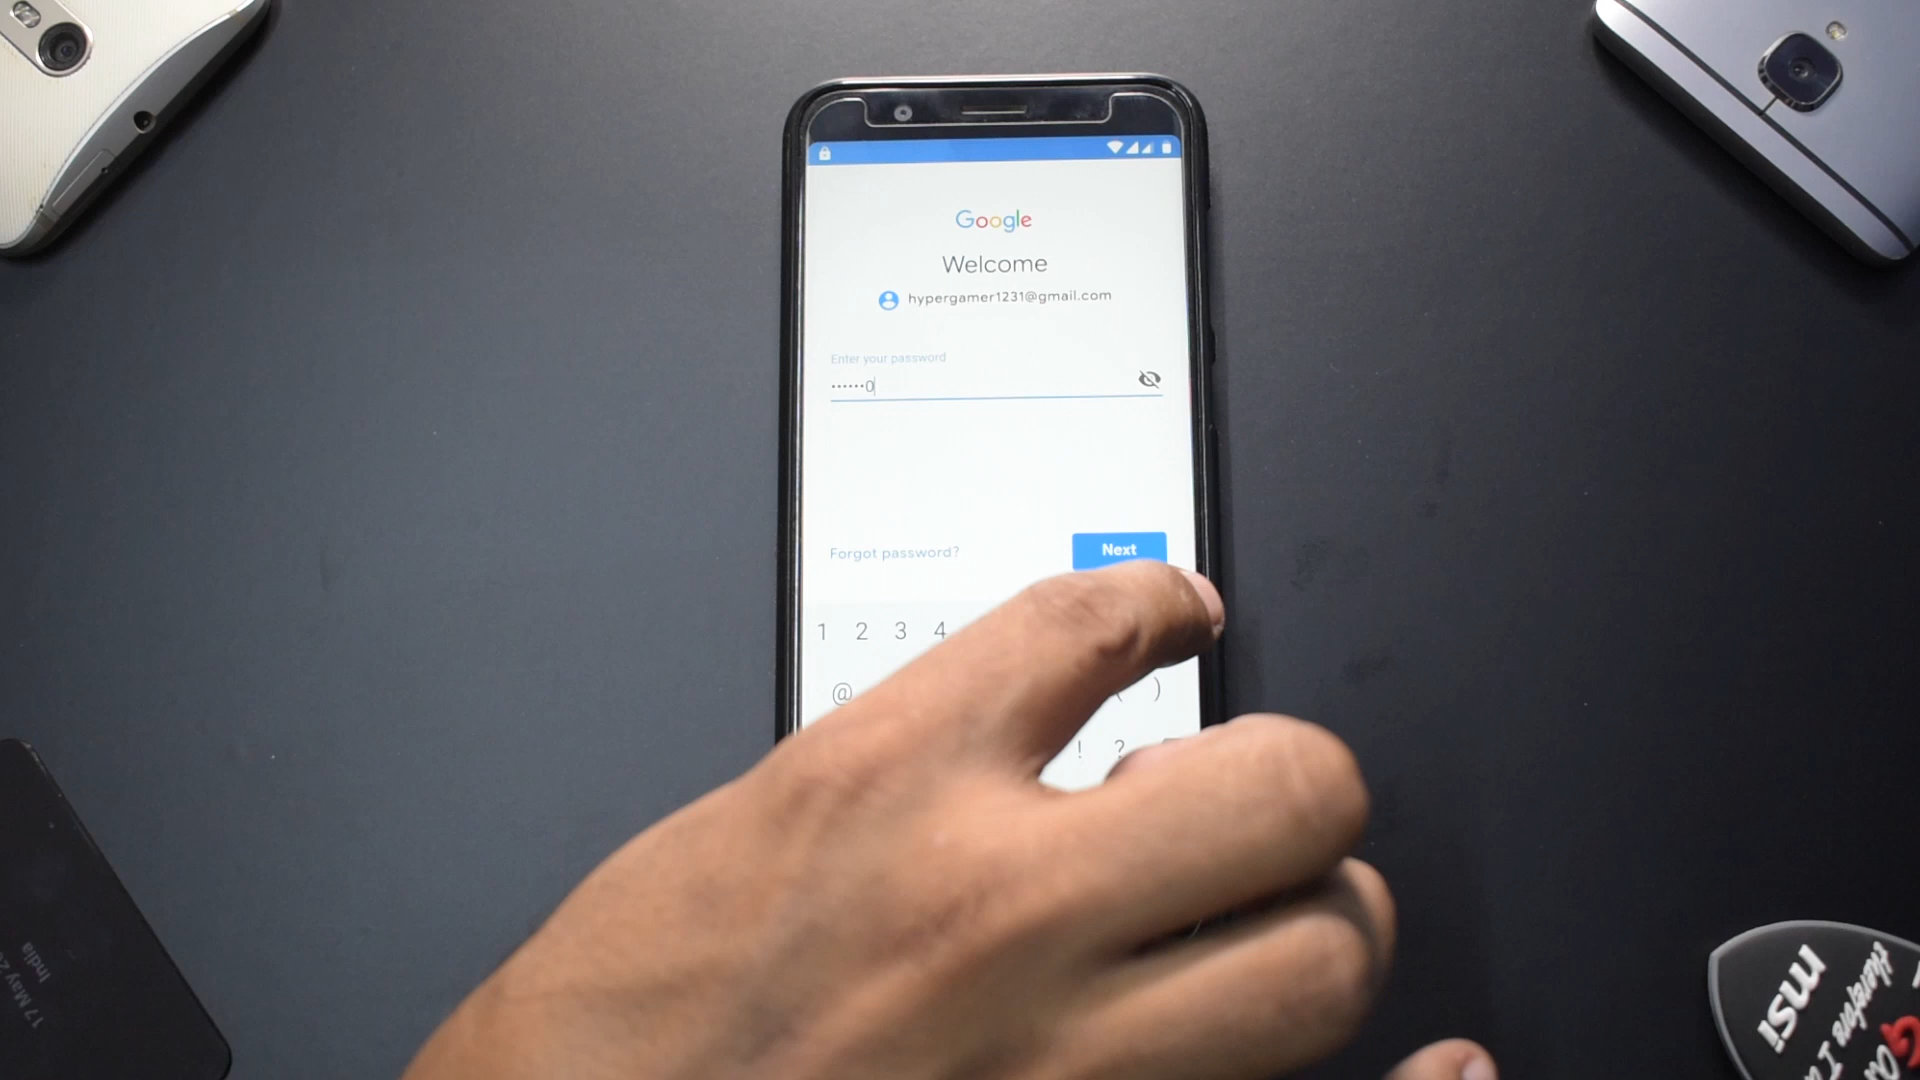 Google
Welcome
hypergamer1231@gmail.com
Enter your password
••••••0
Forgot password?
Next
1 2 3 4
@ )
! ?
17 May
India
msi
therefore I